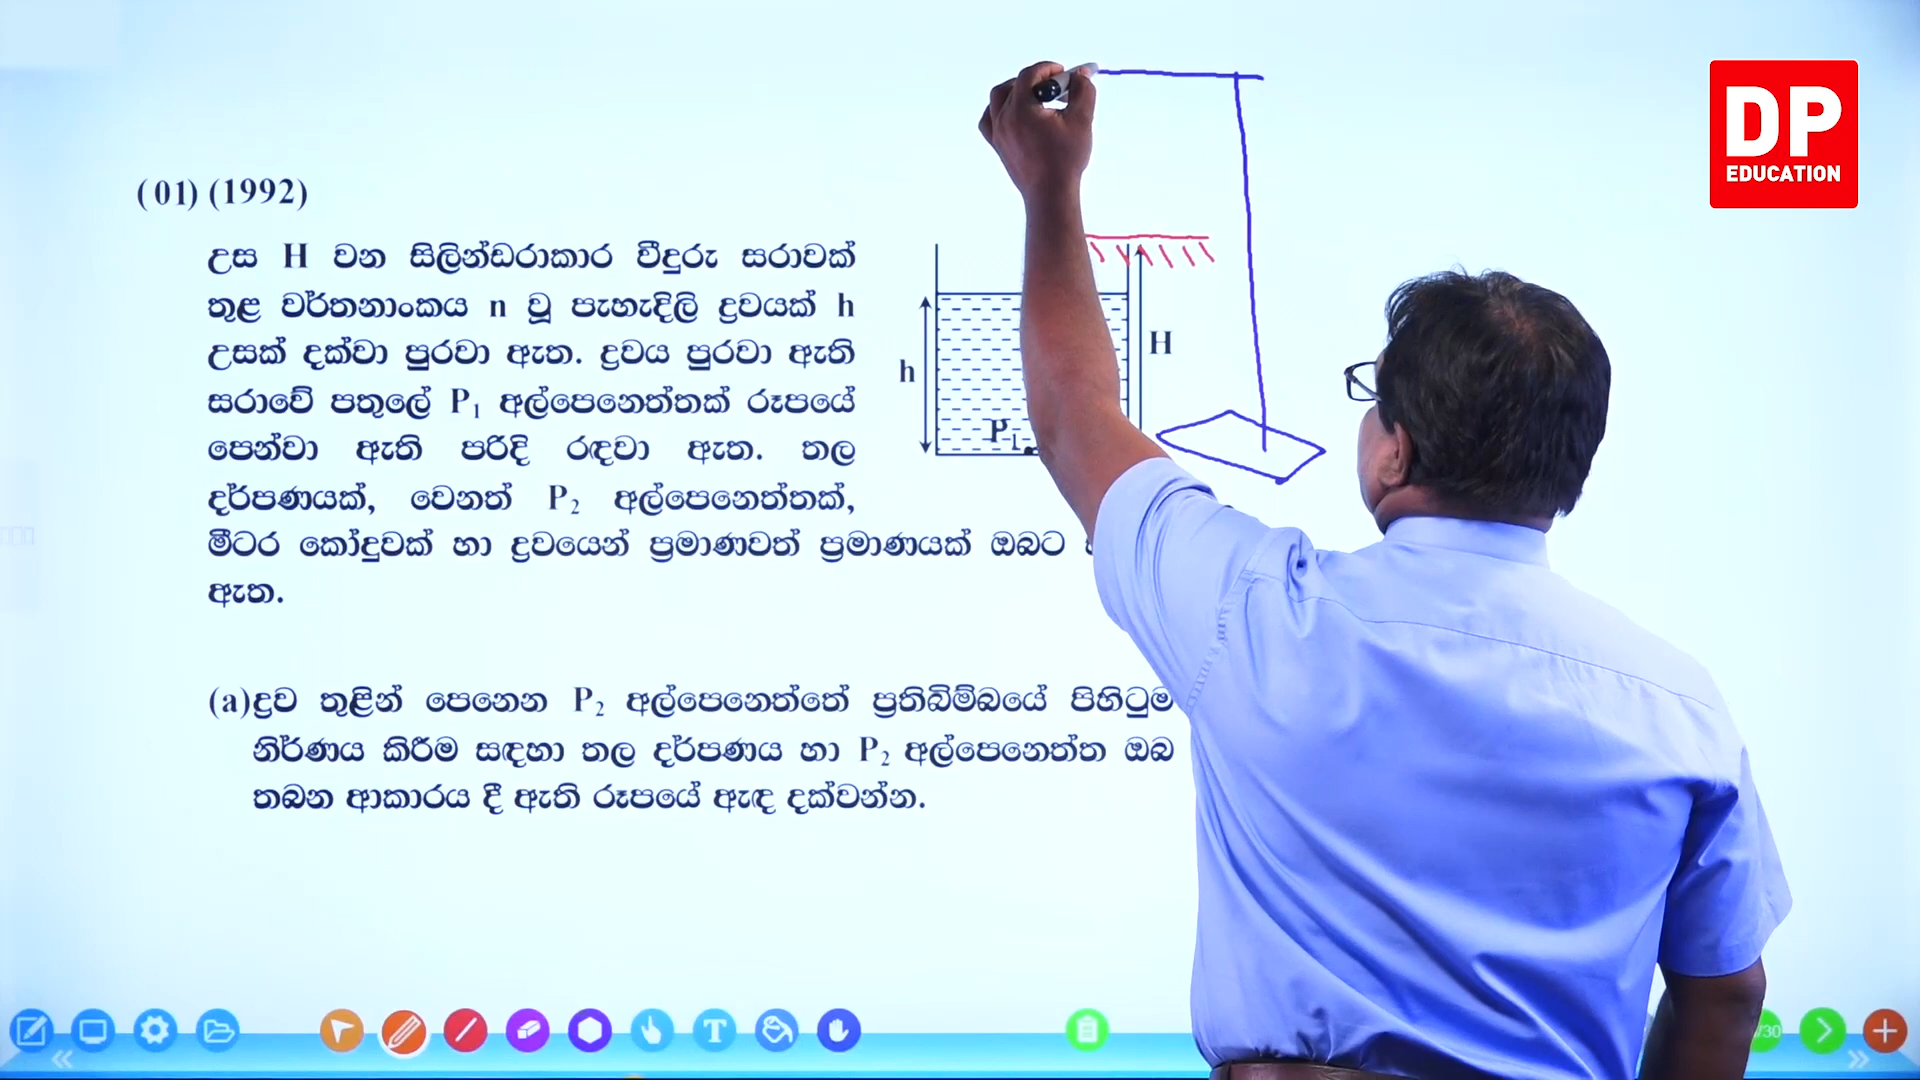 DP
EDUCATION
(01) (1992)
උස H වන සිලින්ඩරාකාර වීදුරු සරාවක්
තුළ වර්තනාංකය n වූ පැහැදිලි ද්‍රවයක් h
උසක් දක්වා පුරවා ඇත. ද්‍රවය පුරවා ඇති
සරාවේ පතුලේ P₁ අල්පෙනෙත්තක් රූපයේ
පෙන්වා ඇති පරිදි රඳවා ඇත. තල
දර්පණයක්, වෙනත් P₂ අල්පෙනෙත්තක්,
මීටර කෝදුවක් හා ද්‍රවයෙන් ප්‍රමාණවත් ප්‍රමාණයක් ඔබට
ඇත.
h
H
P₁
(a)ද්‍රව තුළින් පෙනෙන P₂ අල්පෙනෙත්තේ ප්‍රතිබිම්බයේ පිහිටුම
නිර්ණය කිරීම සඳහා තල දර්පණය හා P₂ අල්පෙනෙත්ත ඔබ
තබන ආකාරය දී ඇති රූපයේ ඇඳ දක්වන්න.
T
/30